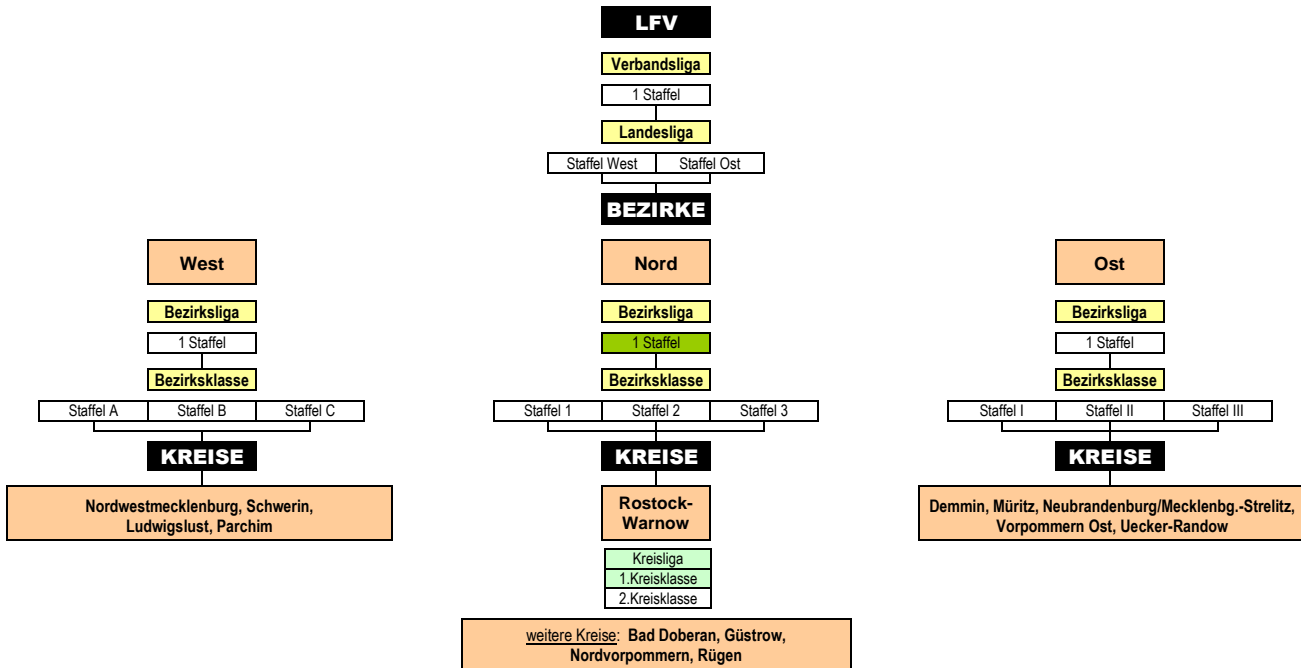 LFV
Verbandsliga
1 Staffel
Landesliga
Staffel West Staffel Ost
BEZIRKE
West Nord Ost
Bezirksliga Bezirksliga Bezirksliga
1 Staffel 1 Staffel 1 Staffel
Bezirksklasse Bezirksklasse Bezirksklasse
Staffel A Staffel B Staffel C Staffel 1 Staffel 2 Staffel 3 Staffel I Staffel II Staffel III
KREISE KREISE KREISE
Nordwestmecklenburg, Schwerin,
Ludwigslust, Parchim
Rostock-
Warnow
Demmin, Müritz, Neubrandenburg/Mecklenbg.-Strelitz,
Vorpommern Ost, Uecker-Randow
Kreisliga
1.Kreisklasse
2.Kreisklasse
weitere Kreise: Bad Doberan, Güstrow,
Nordvorpommern, Rügen